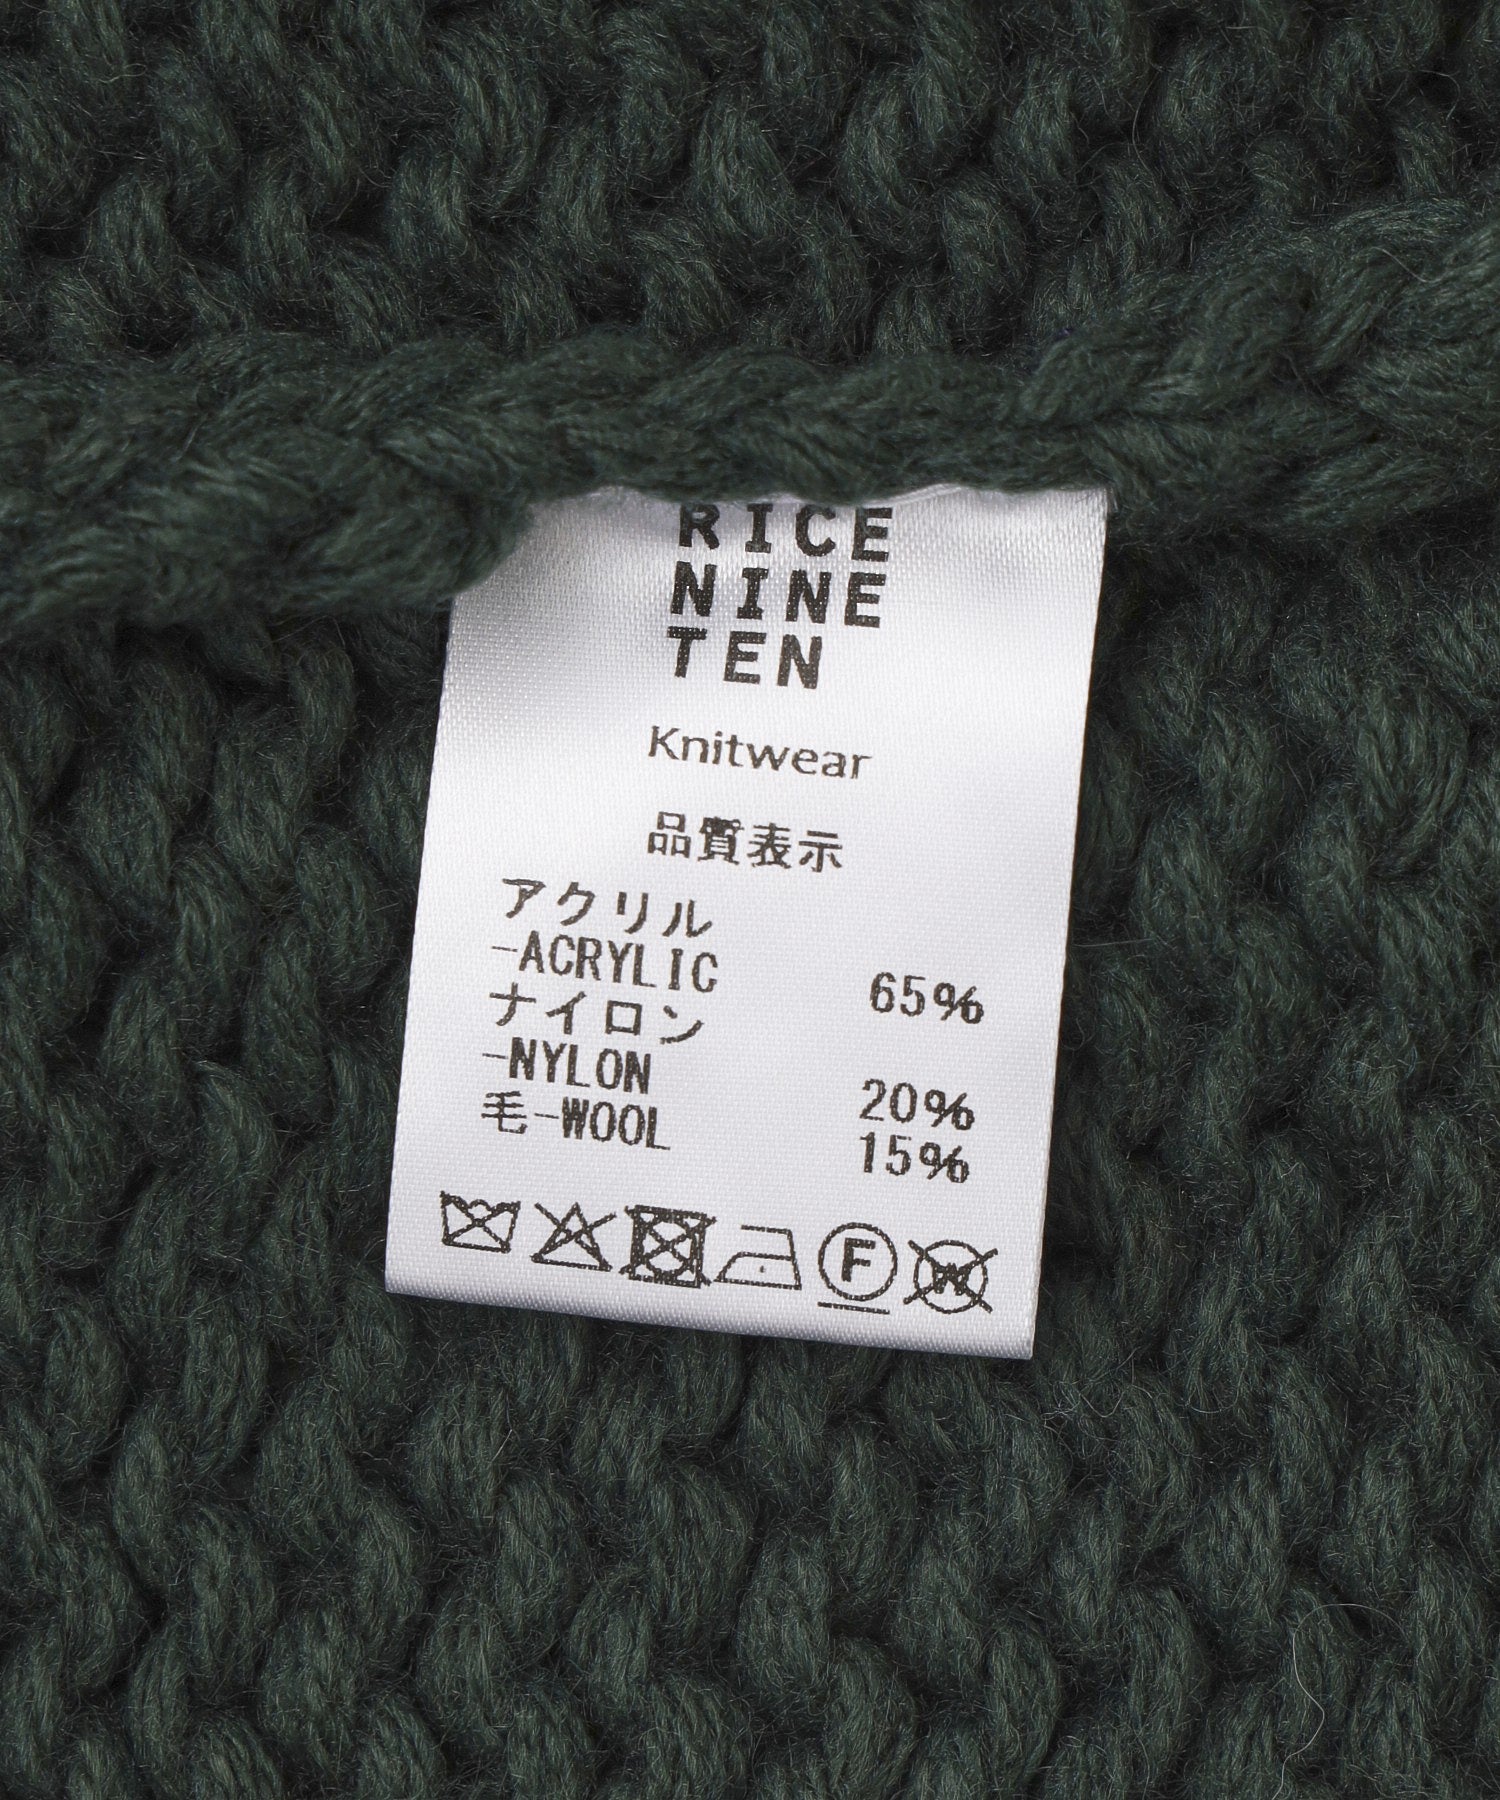 RICE
NINE
TEN
Knitwear
品質表示
アクリル
-ACRYLIC 65%
ナイロン
-NYLON 20%
毛-WOOL 15%
F W